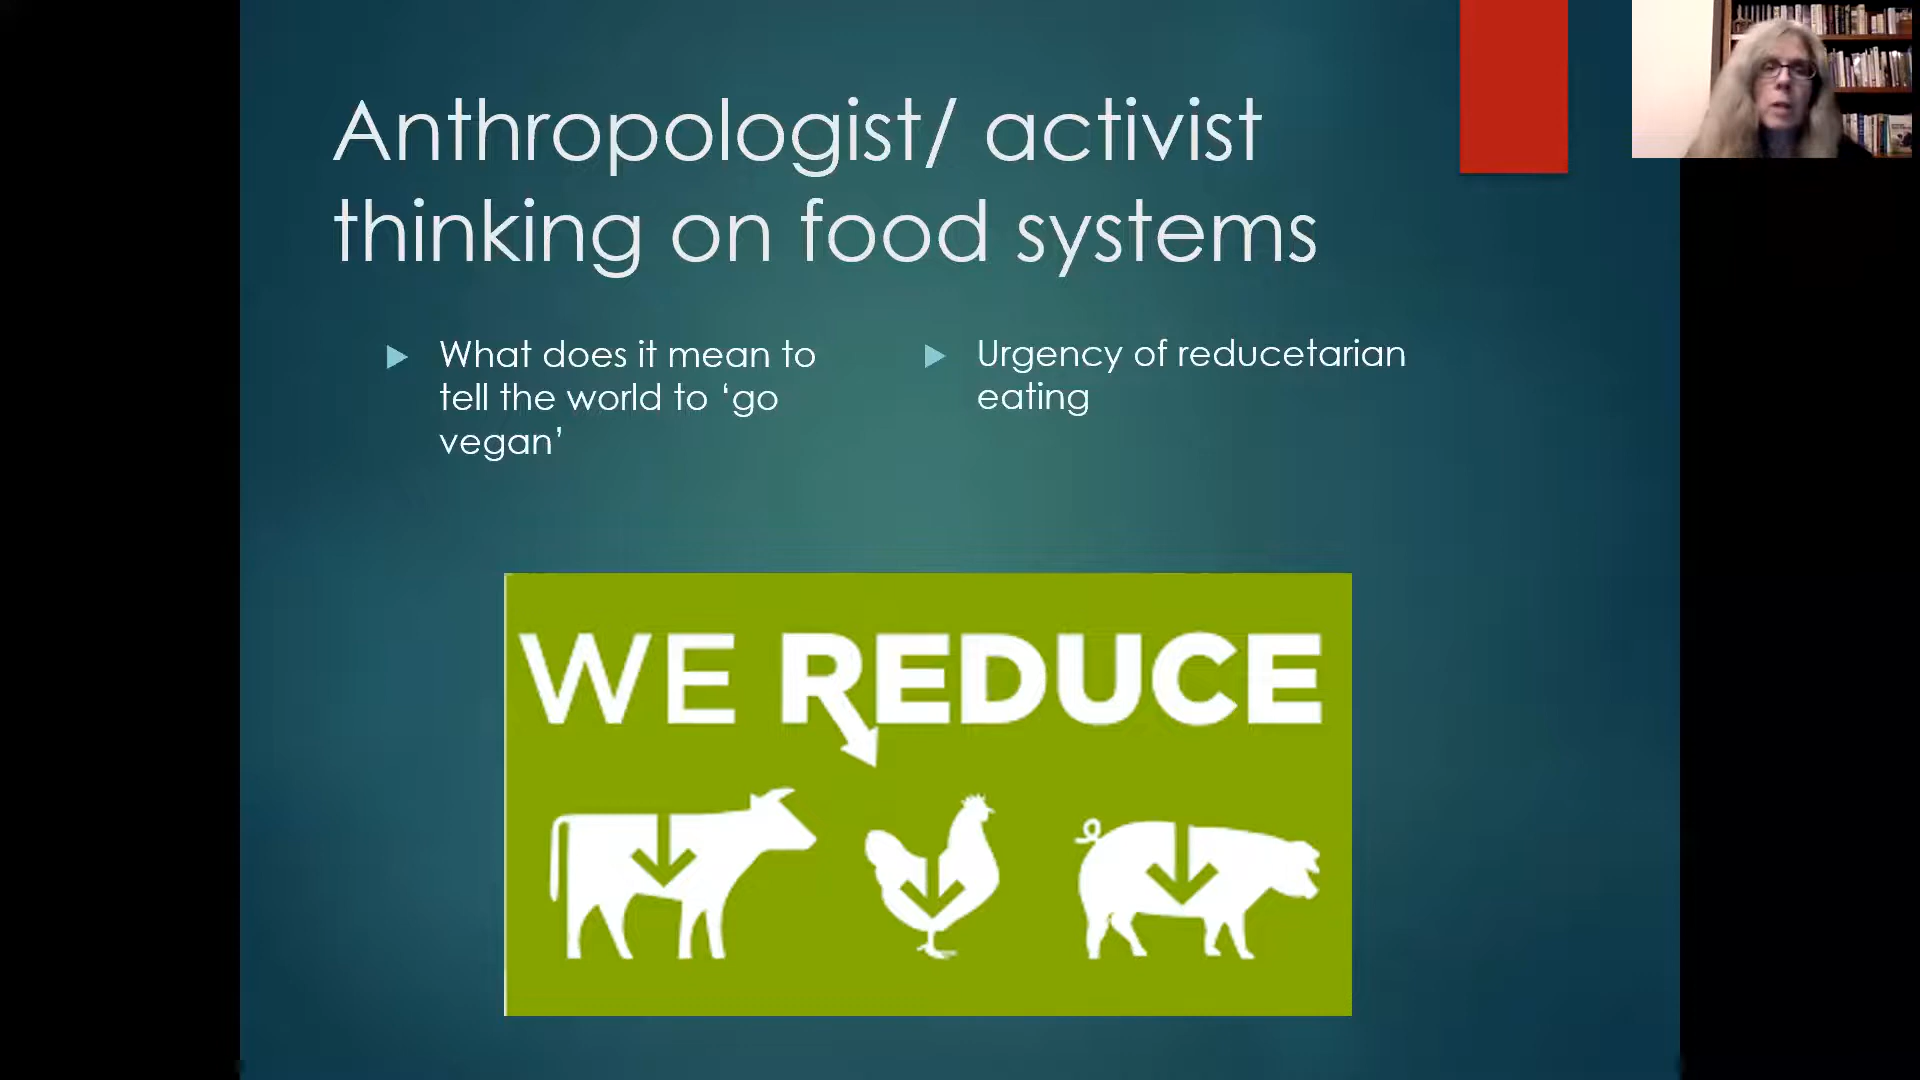 Anthropologist/ activist
thinking on food systems
What does it mean to
tell the world to ‘go
vegan’
Urgency of reducetarian
eating
WE REDUCE